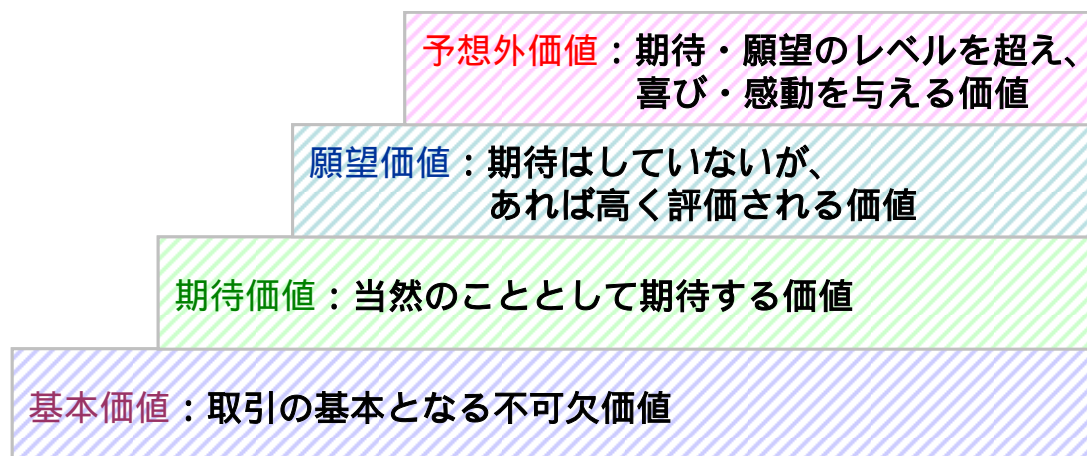 予想外価値：期待・願望のレベルを超え、
喜び・感動を与える価値
願望価値：期待はしていないが、
あれば高く評価される価値
期待価値：当然のこととして期待する価値
基本価値：取引の基本となる不可欠価値